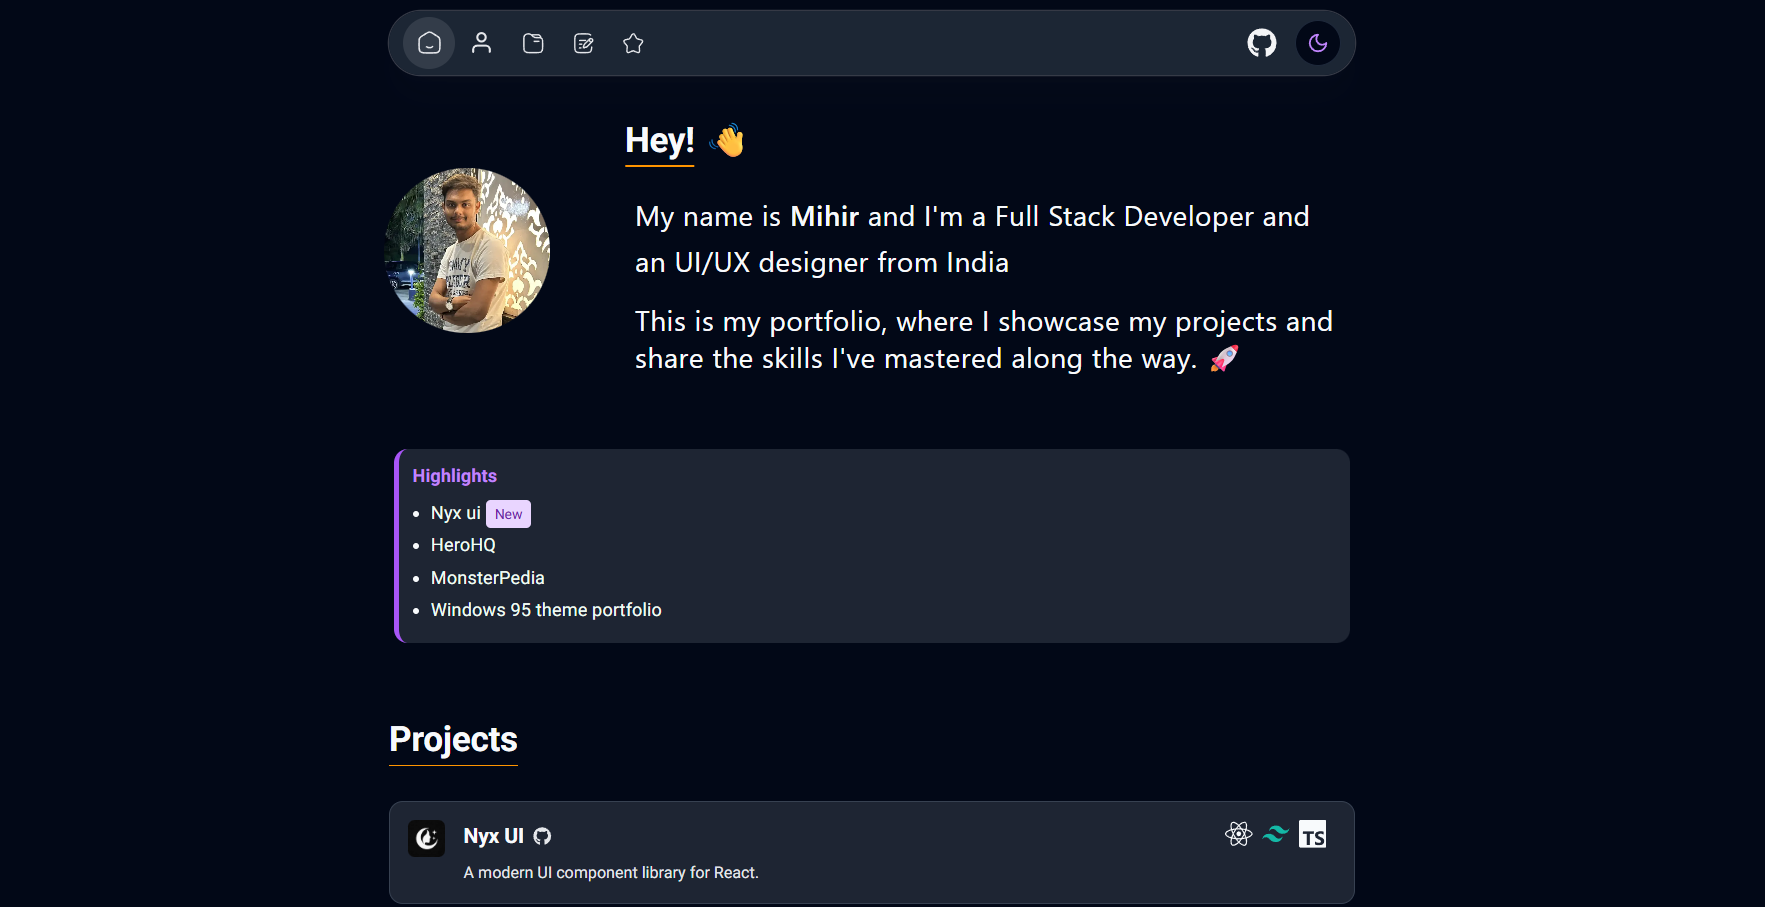 Hey! 👋
My name is Mihir and I'm a Full Stack Developer and
an UI/UX designer from India
This is my portfolio, where I showcase my projects and
share the skills I've mastered along the way. 🚀
Highlights
• Nyx ui New
• HeroHQ
• MonsterPedia
• Windows 95 theme portfolio
Projects
Nyx UI
TS
A modern UI component library for React.